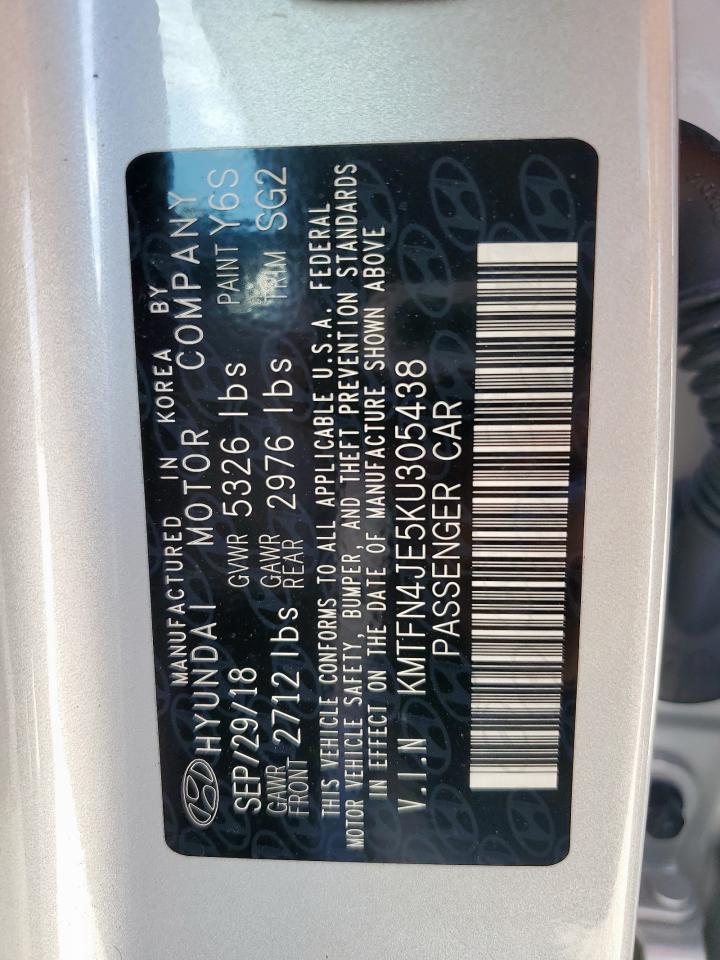 MANUFACTURED IN KOREA BY
HYUNDAI MOTOR COMPANY
SEP/29/18 GVWR 5326 lbs PAINT Y6S
GAWR FRONT 2712 lbs GAWR REAR 2976 lbs TRIM SG2
THIS VEHICLE CONFORMS TO ALL APPLICABLE U.S.A. FEDERAL
MOTOR VEHICLE SAFETY, BUMPER, AND THEFT PREVENTION STANDARDS
IN EFFECT ON THE DATE OF MANUFACTURE SHOWN ABOVE
V.I.N KMTFN4JE5KU305438
PASSENGER CAR